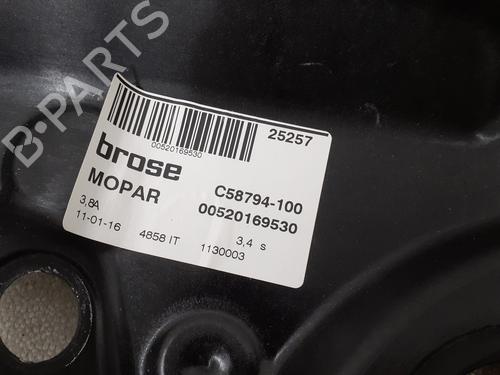 00520169530
25257
brose
MOPAR
C58794-100
00520169530
3,8A
3,4 s
11-01-16
4858 IT
1130003
B-PARTS